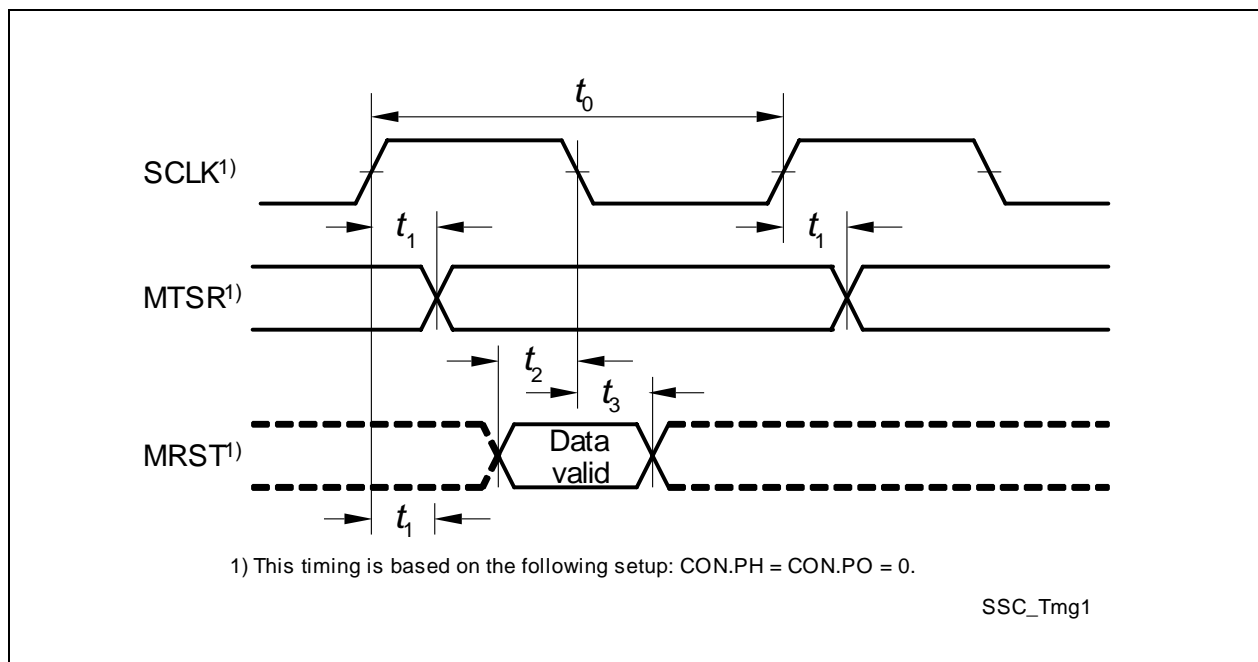 t0
SCLK1)
t1 t1
MTSR1)
t2
t3
MRST1)
Data
valid
t1
1) This timing is based on the following setup: CON.PH = CON.PO = 0.
SSC_Tmg1